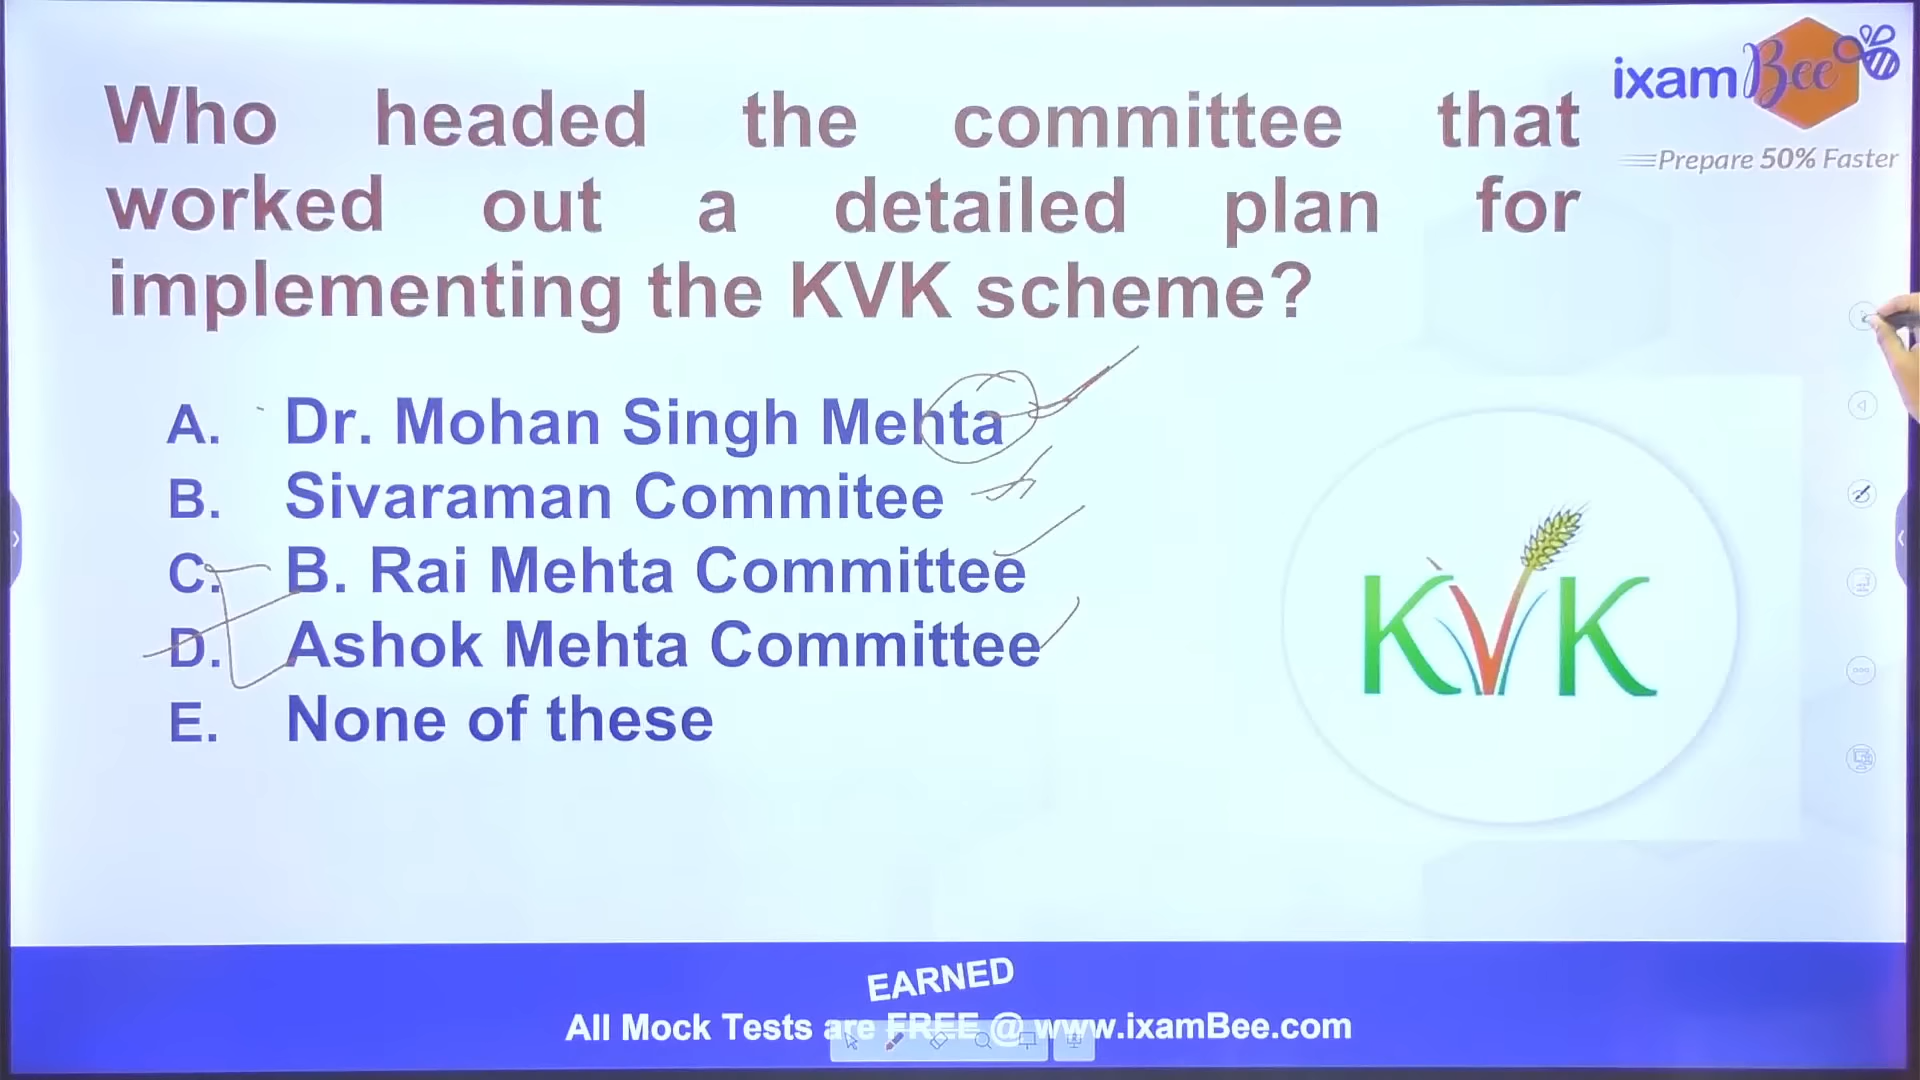 ixamBee
Prepare 50% Faster
Who headed the committee that
worked out a detailed plan for
implementing the KVK scheme?
A. Dr. Mohan Singh Mehta
B. Sivaraman Commitee
C. B. Rai Mehta Committee
D. Ashok Mehta Committee
E. None of these
KVK
EARNED
All Mock Tests are FREE @ www.ixamBee.com